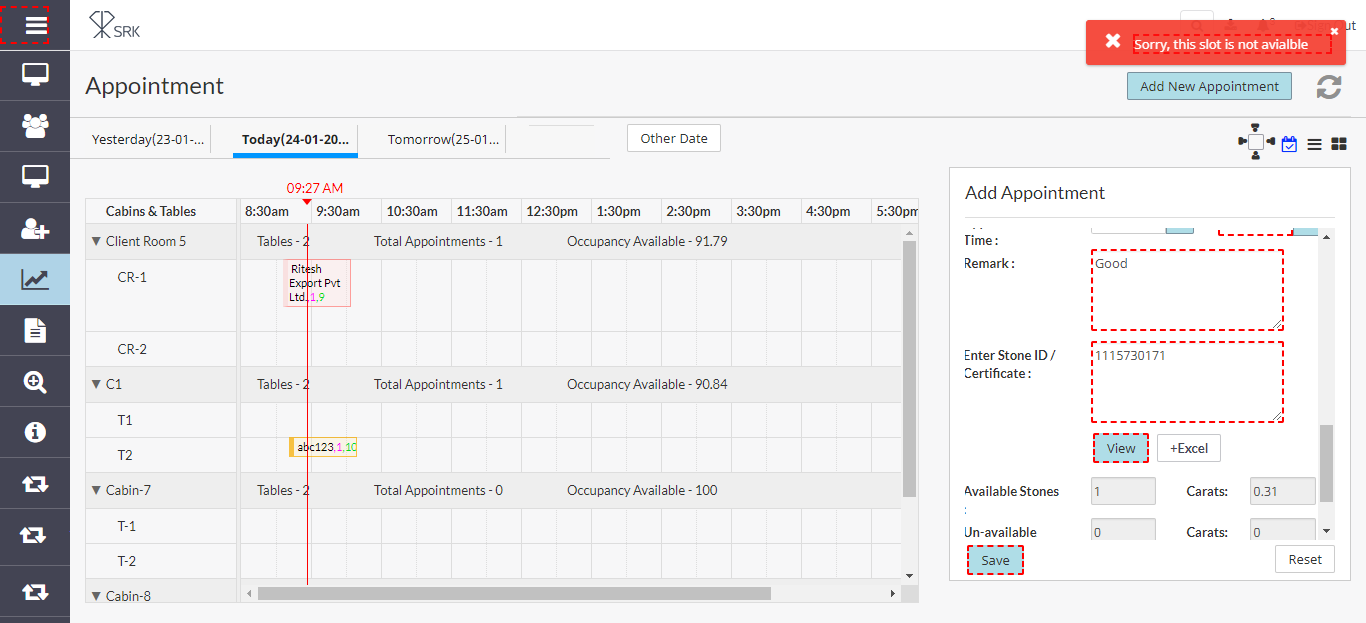 SRK
Sorry, this slot is not avialble
Appointment
Add New Appointment
Yesterday(23-01-...
Today(24-01-20...
Tomorrow(25-01...
Other Date
09:27 AM
Cabins & Tables
8:30am 9:30am 10:30am 11:30am 12:30pm 1:30pm 2:30pm 3:30pm 4:30pm 5:30pm
Client Room 5 Tables - 2 Total Appointments - 1 Occupancy Available - 91.79
CR-1
Ritesh
Export Pvt
Ltd.,1,9
CR-2
C1 Tables - 2 Total Appointments - 1 Occupancy Available - 90.84
T1
T2
abc123,1,10
Cabin-7 Tables - 2 Total Appointments - 0 Occupancy Available - 100
T-1
T-2
Cabin-8
Add Appointment
Time :
Remark :
Good
Enter Stone ID /
Certificate :
1115730171
View
+Excel
Available Stones
:
1
Carats:
0.31
Un-available
0
Carats:
0
Save
Reset